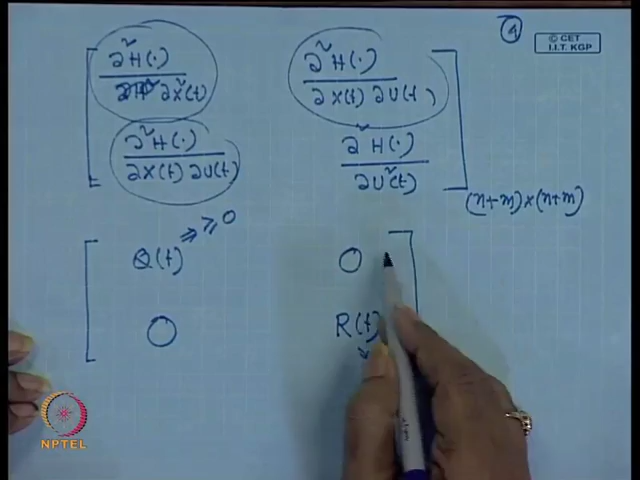 ④
© CET
I.I.T. KGP
[ ∂²H(·) / ∂X²(t)    ∂²H(·) / ∂X(t) ∂U(t)
∂²H(·) / ∂X(t) ∂U(t)    ∂²H(·) / ∂U²(t) ] (n+m)×(n+m)
[ Q(t) ⇒ ≥ 0    0
0    R(t) ]
NPTEL